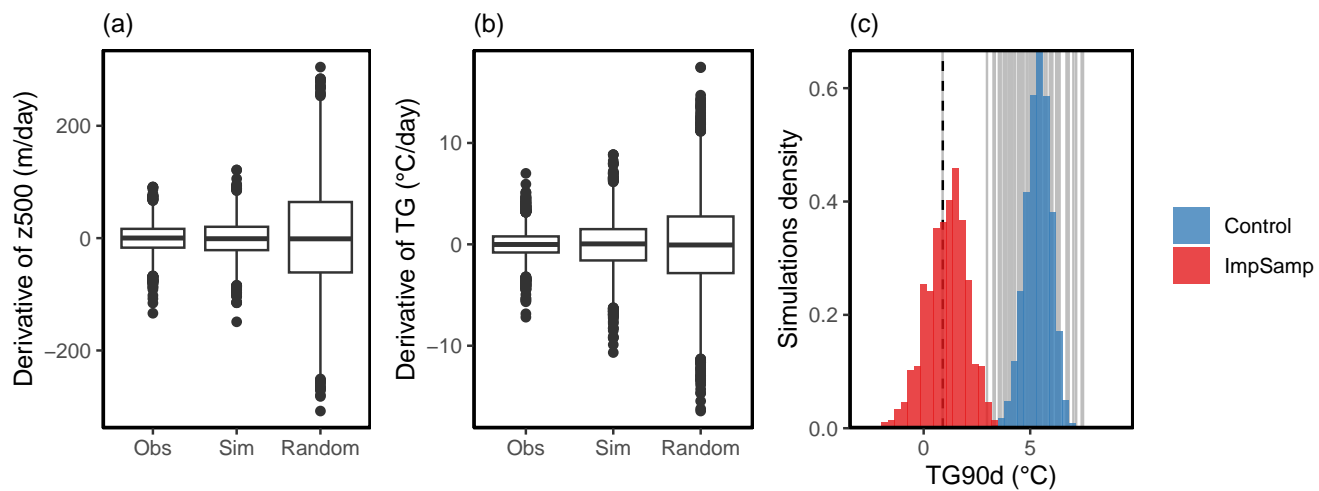 (a)
Derivative of z500 (m/day)
200
0
−200
Obs Sim Random
(b)
Derivative of TG (°C/day)
10
0
−10
Obs Sim Random
(c)
Simulations density
0.6
0.4
0.2
0.0
0 5
TG90d (°C)
Control
ImpSamp